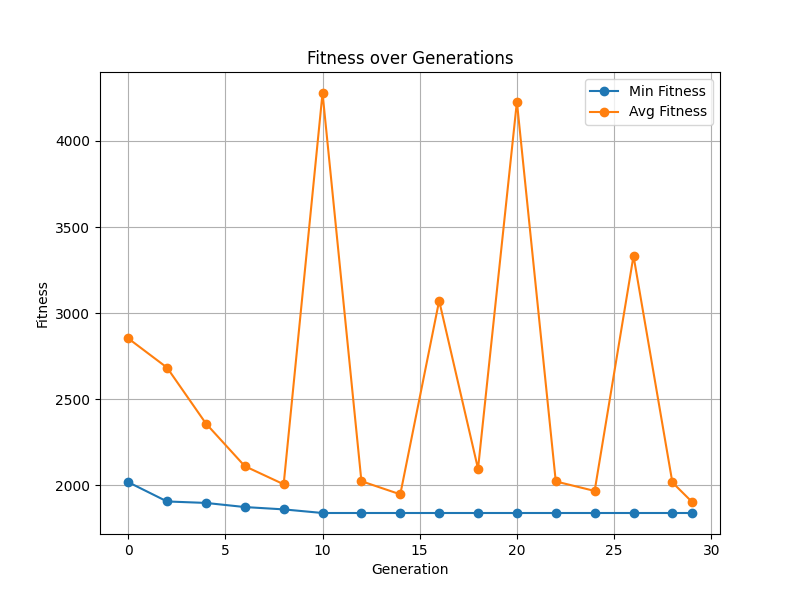 Fitness over Generations
Min Fitness
Avg Fitness
4000
3500
3000
2500
2000
Fitness
0 5 10 15 20 25 30
Generation